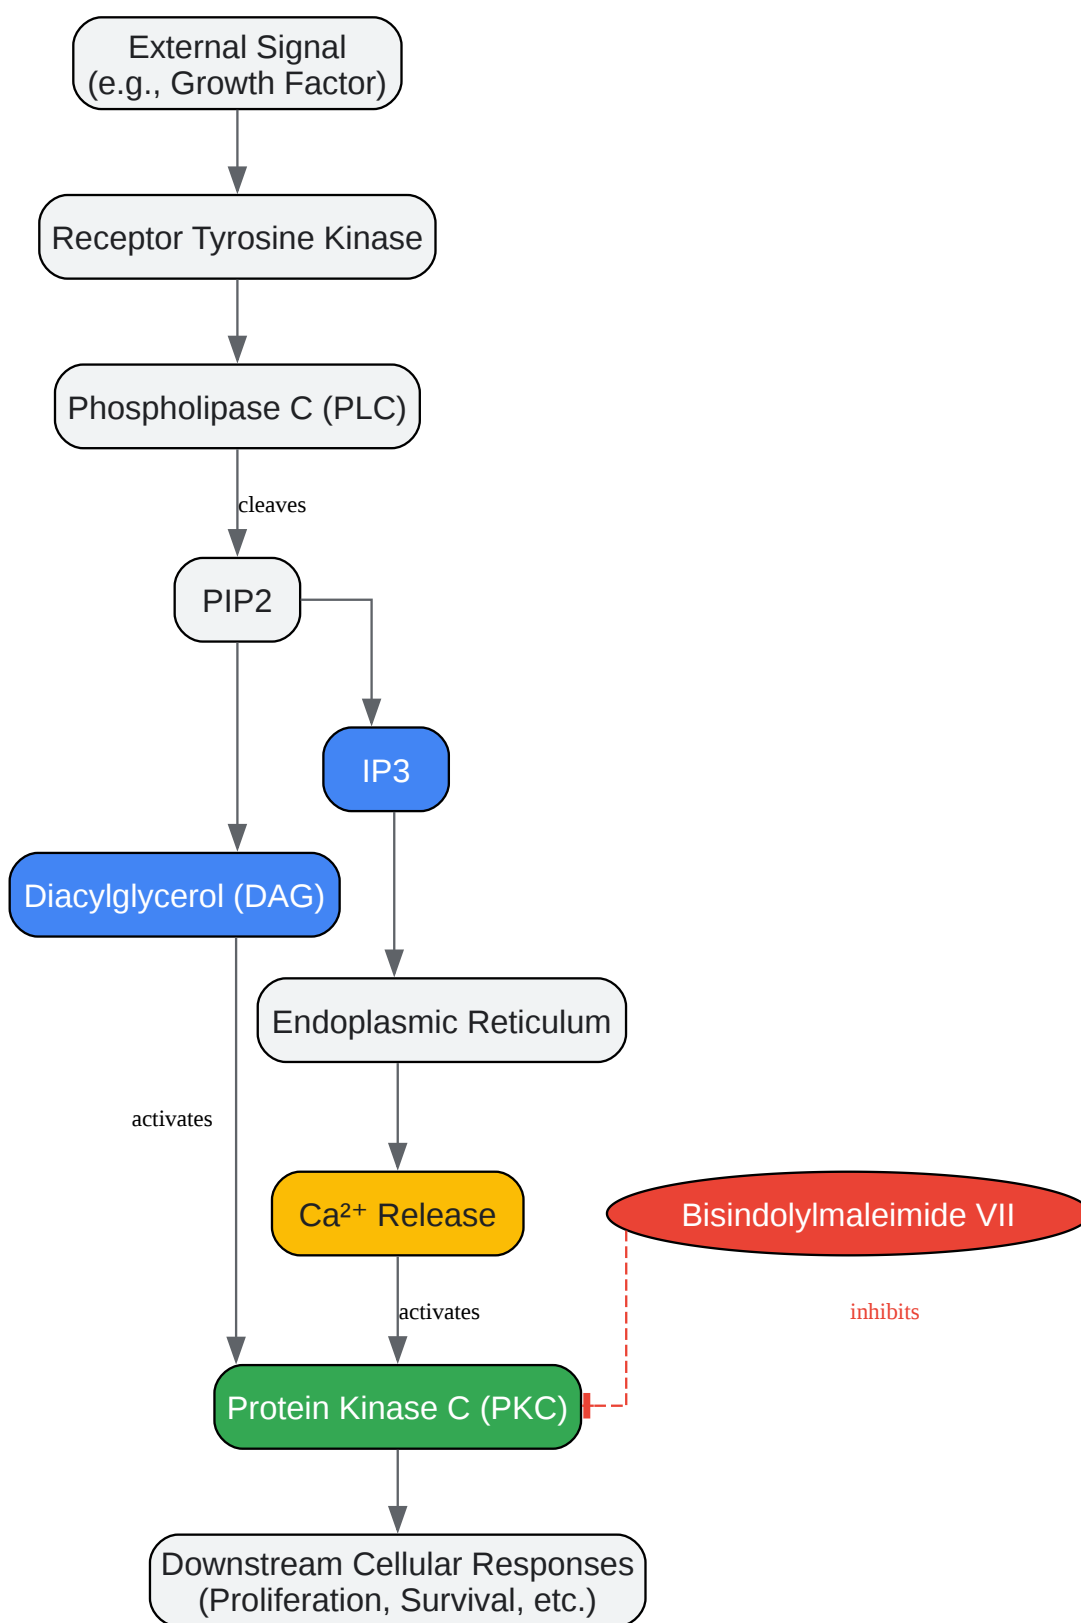 External Signal
(e.g., Growth Factor)
Receptor Tyrosine Kinase
Phospholipase C (PLC)
cleaves
PIP2
IP3
Diacylglycerol (DAG)
Endoplasmic Reticulum
activates
Ca²⁺ Release
Bisindolylmaleimide VII
activates
inhibits
Protein Kinase C (PKC)
Downstream Cellular Responses
(Proliferation, Survival, etc.)